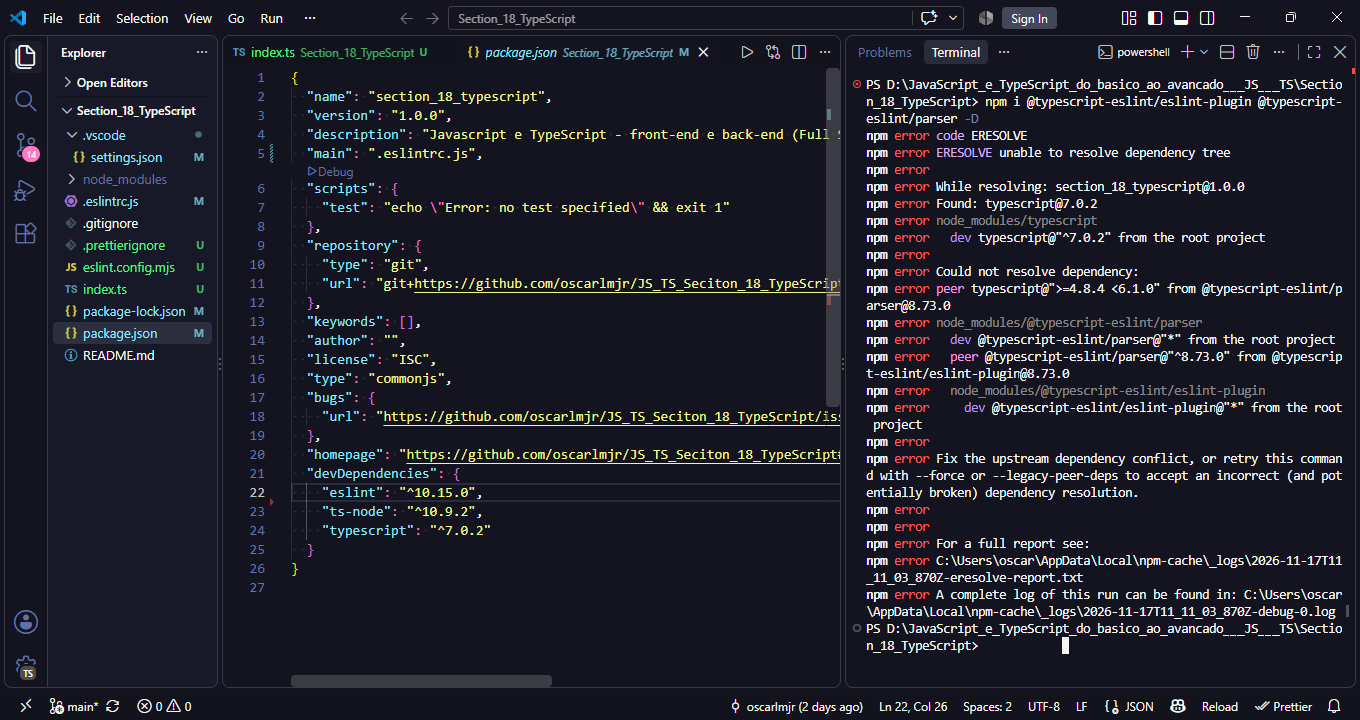 File Edit Selection View Go Run ···
Section_18_TypeScript
Sign In
Explorer ···
Open Editors
Section_18_TypeScript
.vscode
{} settings.json M
node_modules
.eslintrc.js M
.gitignore
.prettierignore U
JS eslint.config.mjs U
TS index.ts U
{} package-lock.json M
{} package.json M
README.md
14
TS
TS index.ts Section_18_TypeScript U
{} package.json Section_18_TypeScript M
1 {
2 "name": "section_18_typescript",
3 "version": "1.0.0",
4 "description": "Javascript e TypeScript - front-end e back-end (Full S
5 "main": ".eslintrc.js",
Debug
6 "scripts": {
7 "test": "echo \"Error: no test specified\" && exit 1"
8 },
9 "repository": {
10 "type": "git",
11 "url": "git+https://github.com/oscarlmjr/JS_TS_Seciton_18_TypeScript
12 },
13 "keywords": [],
14 "author": "",
15 "license": "ISC",
16 "type": "commonjs",
17 "bugs": {
18 "url": "https://github.com/oscarlmjr/JS_TS_Seciton_18_TypeScript/iss
19 },
20 "homepage": "https://github.com/oscarlmjr/JS_TS_Seciton_18_TypeScript#
21 "devDependencies": {
22 "eslint": "^10.15.0",
23 "ts-node": "^10.9.2",
24 "typescript": "^7.0.2"
25 }
26 }
27
Problems Terminal ···
powershell
PS D:\JavaScript_e_TypeScript_do_basico_ao_avancado___JS___TS\Sectio
n_18_TypeScript> npm i @typescript-eslint/eslint-plugin @typescript-
eslint/parser -D
npm error code ERESOLVE
npm error ERESOLVE unable to resolve dependency tree
npm error
npm error While resolving: section_18_typescript@1.0.0
npm error Found: typescript@7.0.2
npm error node_modules/typescript
npm error dev typescript@"^7.0.2" from the root project
npm error
npm error Could not resolve dependency:
npm error peer typescript@">=4.8.4 <6.1.0" from @typescript-eslint/p
arser@8.73.0
npm error node_modules/@typescript-eslint/parser
npm error dev @typescript-eslint/parser@"*" from the root project
npm error peer @typescript-eslint/parser@"^8.73.0" from @typescrip
t-eslint/eslint-plugin@8.73.0
npm error node_modules/@typescript-eslint/eslint-plugin
npm error dev @typescript-eslint/eslint-plugin@"*" from the root
project
npm error
npm error Fix the upstream dependency conflict, or retry this comman
d with --force or --legacy-peer-deps to accept an incorrect (and pot
entially broken) dependency resolution.
npm error
npm error
npm error For a full report see:
npm error C:\Users\oscar\AppData\Local\npm-cache\_logs\2026-11-17T11
_11_03_870Z-eresolve-report.txt
npm error A complete log of this run can be found in: C:\Users\oscar
\AppData\Local\npm-cache\_logs\2026-11-17T11_11_03_870Z-debug-0.log
PS D:\JavaScript_e_TypeScript_do_basico_ao_avancado___JS___TS\Sectio
n_18_TypeScript>
main* 0 0 oscarlmjr (2 days ago) Ln 22, Col 26 Spaces: 2 UTF-8 LF {} JSON Reload Prettier